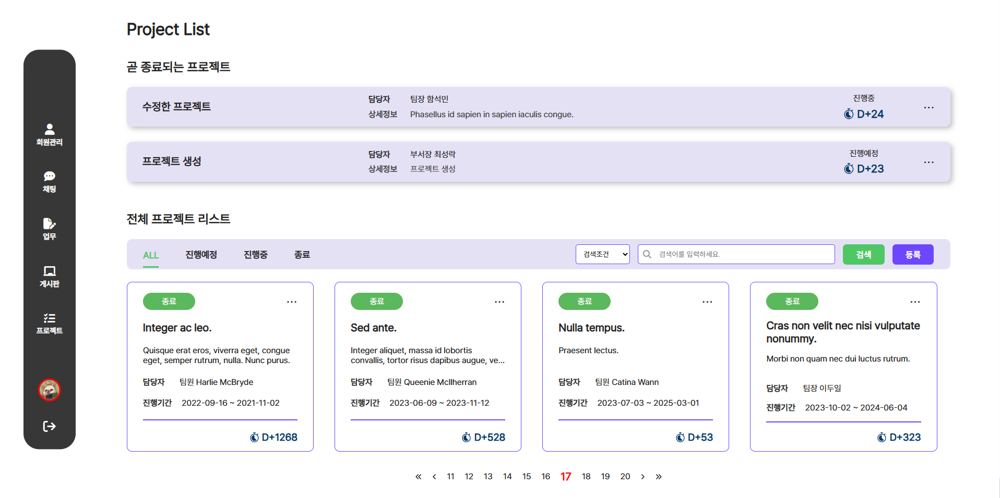 Project List
회원관리
채팅
업무
게시판
프로젝트
곧 종료되는 프로젝트
수정한 프로젝트
담당자 팀장 함석민
상세정보 Phasellus id sapien in sapien iaculis congue.
진행중
D+24
...
프로젝트 생성
담당자 부서장 최성락
상세정보 프로젝트 생성
진행예정
D+23
...
전체 프로젝트 리스트
ALL 진행예정 진행중 종료 검색조건 검색어를 입력하세요. 검색 등록
종료 ...
Integer ac leo.
Quisque erat eros, viverra eget, congue
eget, semper rutrum, nulla. Nunc purus.
담당자 팀원 Harlie McBryde
진행기간 2022-09-16 ~ 2021-11-02
D+1268
종료 ...
Sed ante.
Integer aliquet, massa id lobortis
convallis, tortor risus dapibus augue, ve...
담당자 팀원 Queenie McIlherran
진행기간 2023-06-09 ~ 2023-11-12
D+528
종료 ...
Nulla tempus.
Praesent lectus.
담당자 팀원 Catina Wann
진행기간 2023-07-03 ~ 2025-03-01
D+53
종료 ...
Cras non velit nec nisi vulputate
nonummy.
Morbi non quam nec dui luctus rutrum.
담당자 팀장 이두일
진행기간 2023-10-02 ~ 2024-06-04
D+323
« ‹ 11 12 13 14 15 16 17 18 19 20 › »